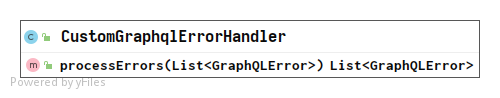 C CustomGraphqlErrorHandler
m processErrors(List<GraphQLError>) List<GraphQLError>
Powered by yFiles